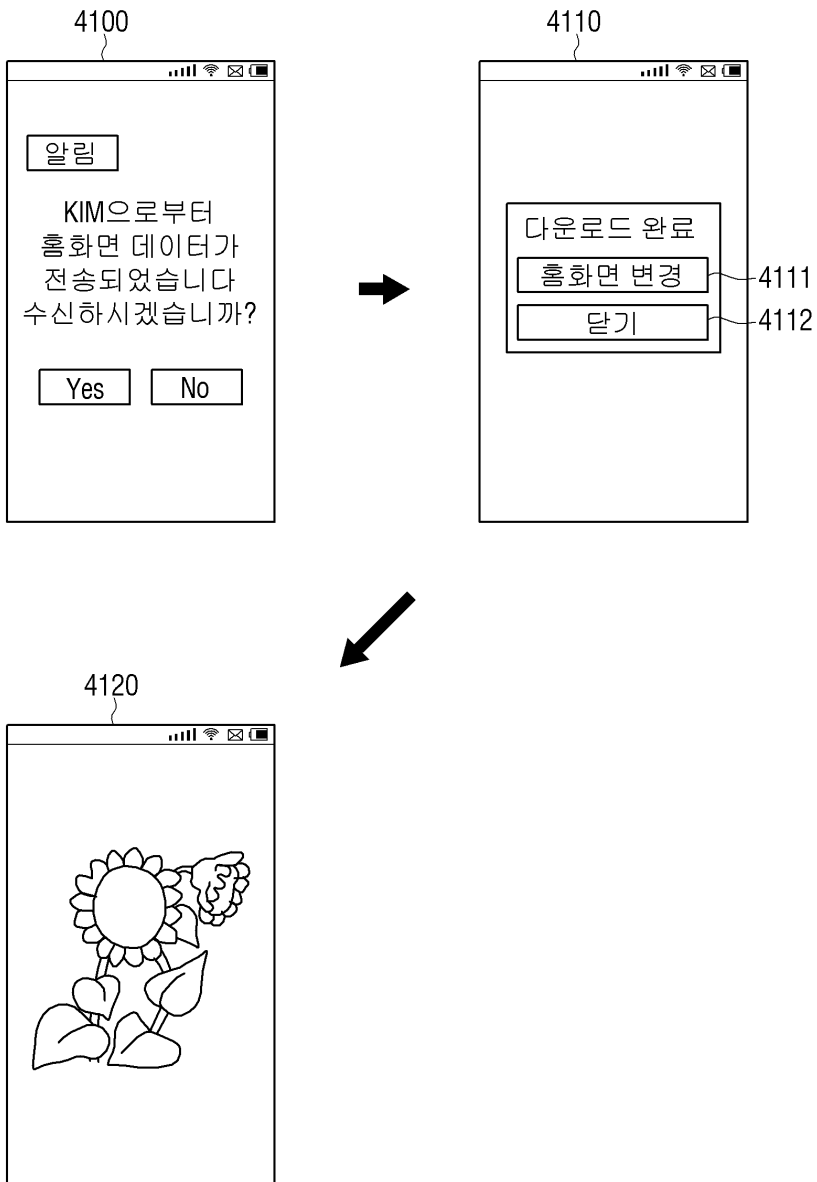 4100
알림
KIM으로부터
홈화면 데이터가
전송되었습니다
수신하시겠습니까?
Yes
No
4110
다운로드 완료
홈화면 변경
4111
닫기
4112
4120